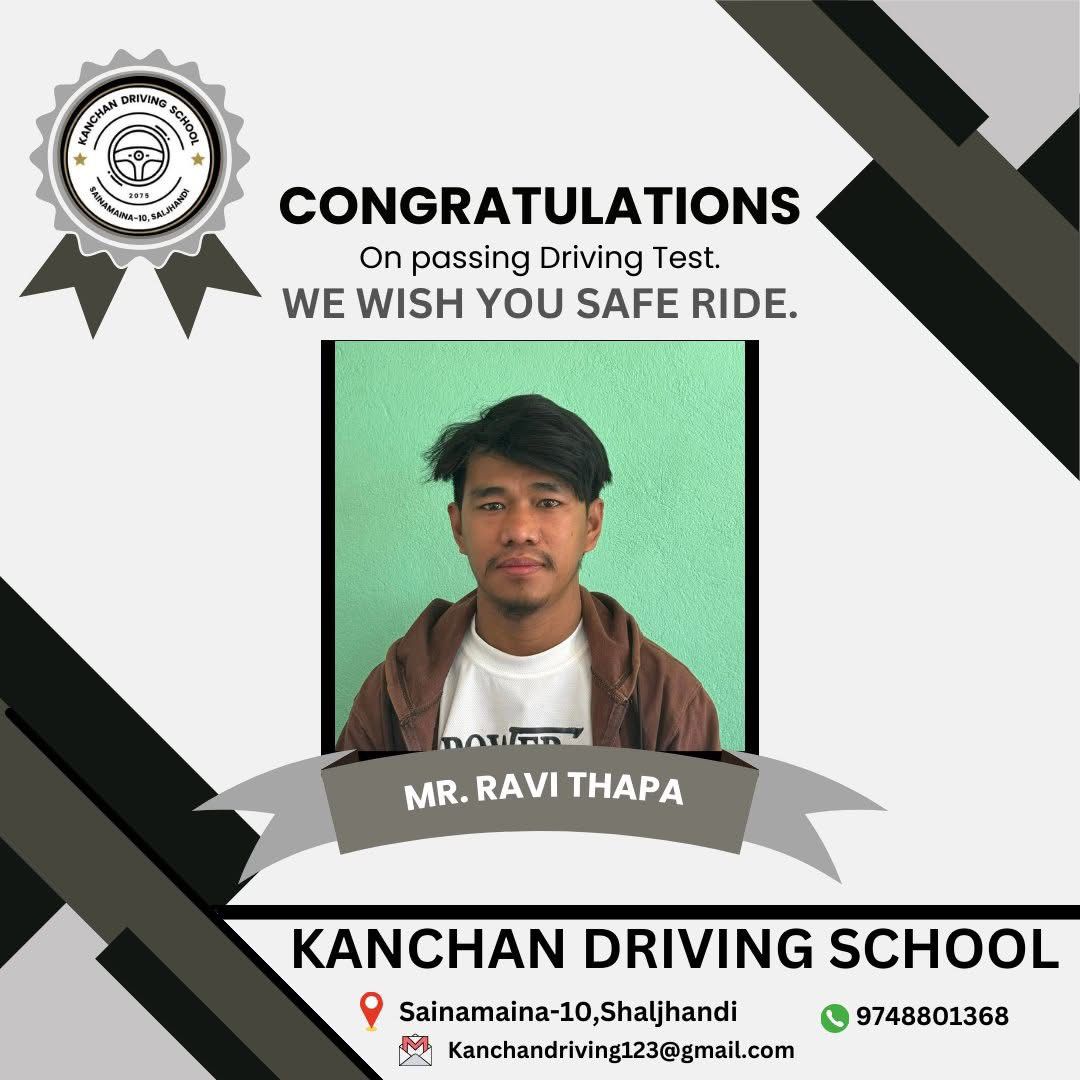 KANCHAN DRIVING SCHOOL
2075
SAINAMAINA-10, SALJHANDI
CONGRATULATIONS
On passing Driving Test.
WE WISH YOU SAFE RIDE.
POWER
MR. RAVI THAPA
KANCHAN DRIVING SCHOOL
Sainamaina-10,Shaljhandi
9748801368
Kanchandriving123@gmail.com